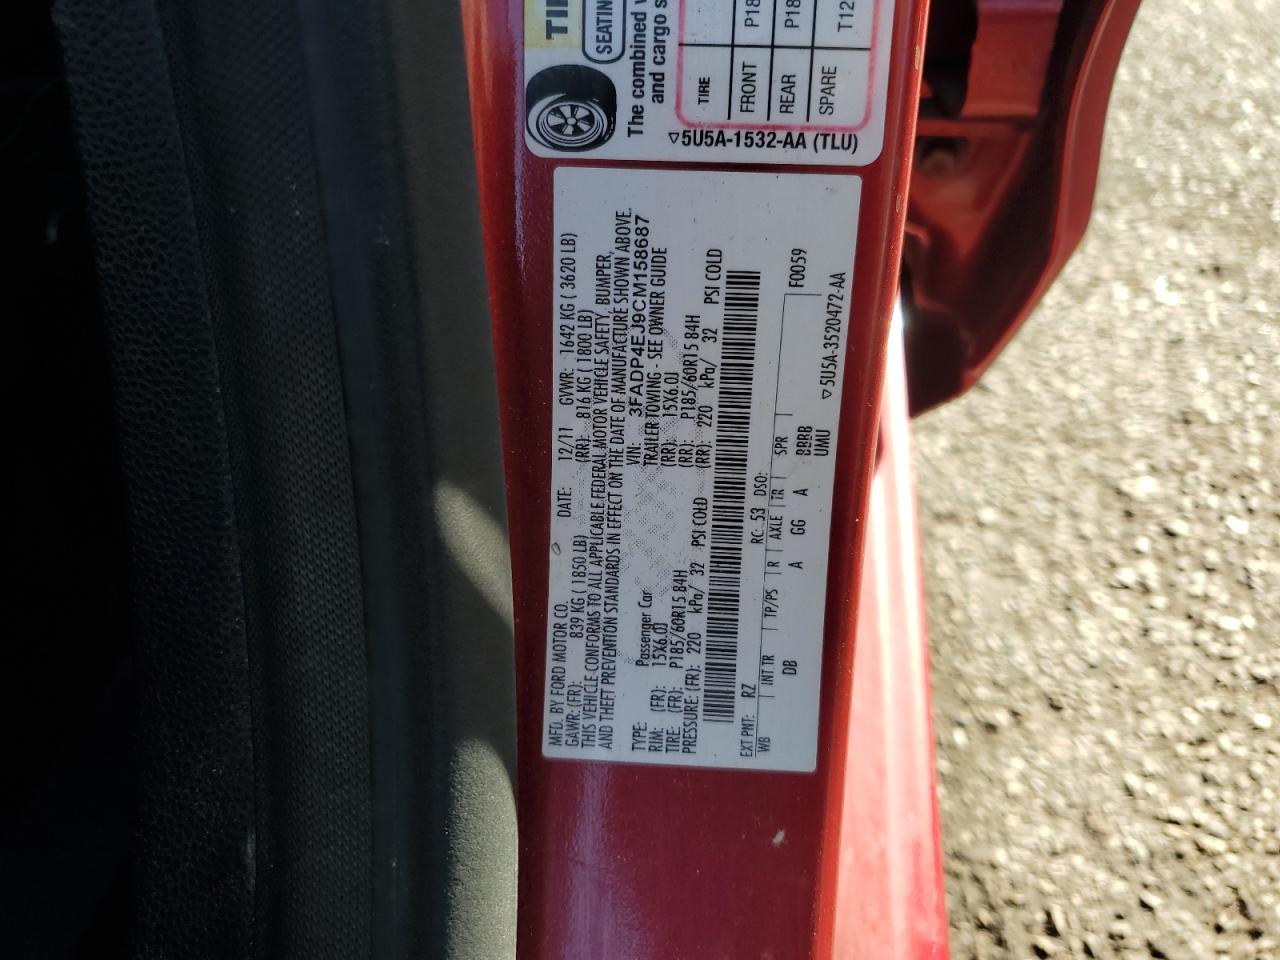 TIR
SEATIN
The combined
and cargo s
TIRE
FRONT P18
REAR P18
SPARE T12
▽5U5A-1532-AA (TLU)
MFD. BY FORD MOTOR CO. DATE: 12/11 GVWR: 1642 KG ( 3620 LB)
GAWR: (FR): 839 KG ( 1850 LB) (RR): 816 KG ( 1800 LB)
THIS VEHICLE CONFORMS TO ALL APPLICABLE FEDERAL MOTOR VEHICLE SAFETY, BUMPER,
AND THEFT PREVENTION STANDARDS IN EFFECT ON THE DATE OF MANUFACTURE SHOWN ABOVE.
VIN: 3FADP4EJ9CM158687
TYPE: Passenger Car TRAILER TOWING - SEE OWNER GUIDE
RIM: (FR): 15X6.0J (RR): 15X6.0J
TIRE: (FR): P185/60R15 84H (RR): P185/60R15 84H
PRESSURE: (FR): 220 kPa/ 32 PSI COLD (RR): 220 kPa/ 32 PSI COLD
EXT PNT: RZ RC: 53 DSO: F0059
WB INT TR TP/PS R AXLE TR SPR
DB A GG A BBBB
UMU
▽5U5A-3520472-AA